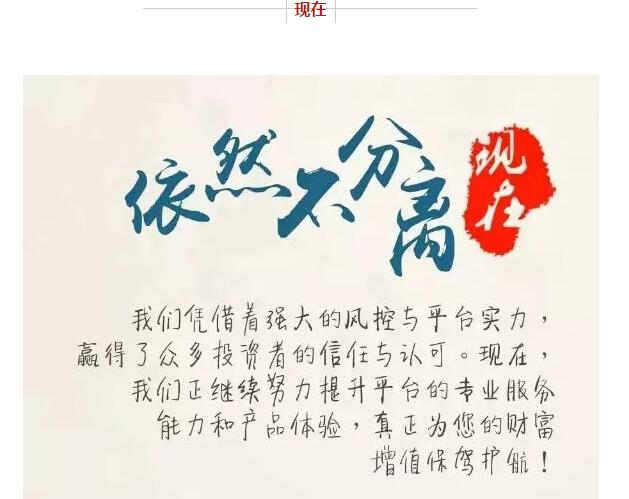 现在
依然不分离
现在
我们凭借着强大的风控与平台实力，
赢得了众多投资者的信任与认可。现在，
我们正继续努力提升平台的专业服务
能力和产品体验，真正为您的财富
增值保驾护航！